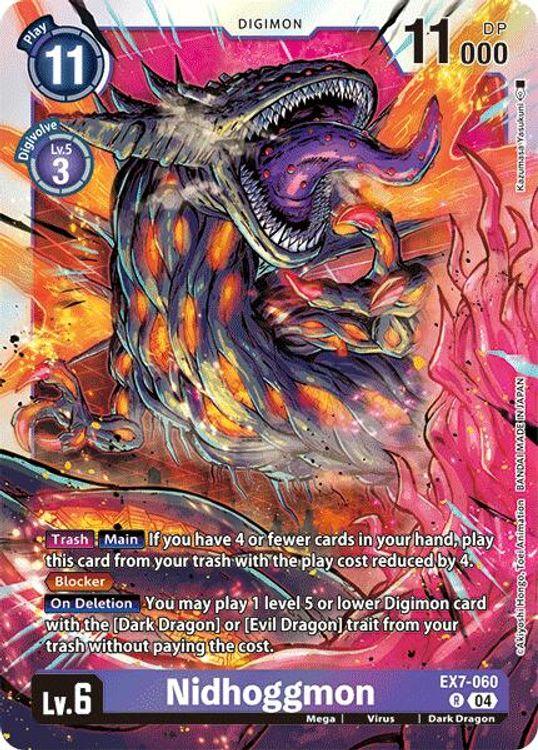 Play
DIGIMON
11
11000
DP
Digivolve
Lv.5
3
Kazumasa Yasukuni
Trash Main If you have 4 or fewer cards in your hand, play
this card from your trash with the play cost reduced by 4.
Blocker
On Deletion You may play 1 level 5 or lower Digimon card
with the [Dark Dragon] or [Evil Dragon] trait from your
trash without paying the cost.
©Akiyoshi Hongo, Toei Animation BANDAI MADE IN JAPAN
Lv.6
Nidhoggmon
EX7-060
R 04
Mega | Virus | Dark Dragon